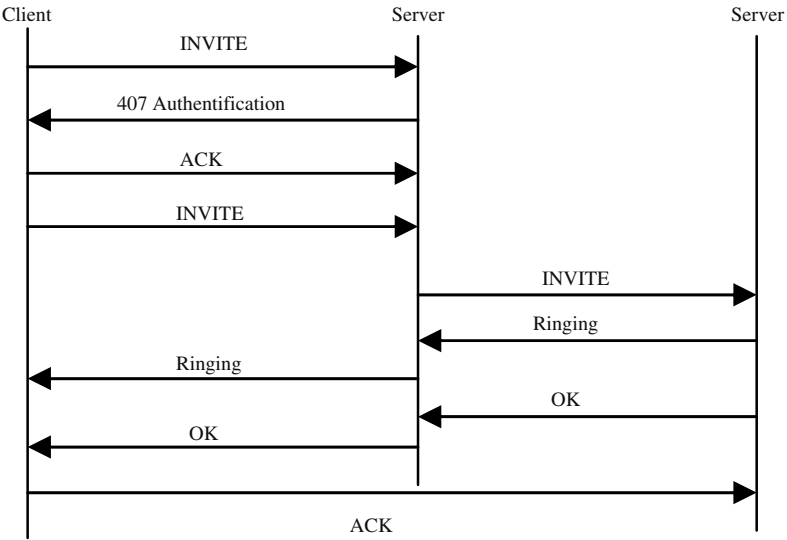 Client
Server
Server
INVITE
407 Authentification
ACK
INVITE
INVITE
Ringing
Ringing
OK
OK
ACK